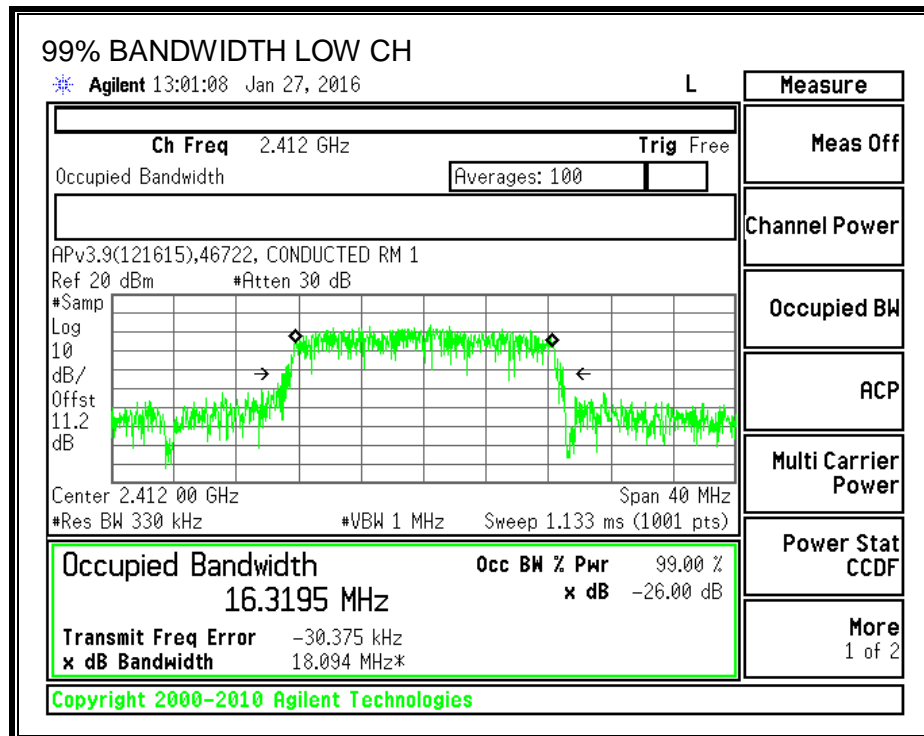 99% BANDWIDTH LOW CH
Agilent 13:01:08 Jan 27, 2016 L
Ch Freq 2.412 GHz Trig Free
Occupied Bandwidth Averages: 100
APv3.9(121615),46722, CONDUCTED RM 1
Ref 20 dBm #Atten 30 dB
#Samp
Log
10
dB/
Offst
11.2
dB
Center 2.412 00 GHz Span 40 MHz
#Res BW 330 kHz #VBW 1 MHz Sweep 1.133 ms (1001 pts)
Occupied Bandwidth Occ BW % Pwr 99.00 %
16.3195 MHz x dB -26.00 dB
Transmit Freq Error -30.375 kHz
x dB Bandwidth 18.094 MHz*
Copyright 2000-2010 Agilent Technologies
Measure
Meas Off
Channel Power
Occupied BW
ACP
Multi Carrier
Power
Power Stat
CCDF
More
1 of 2